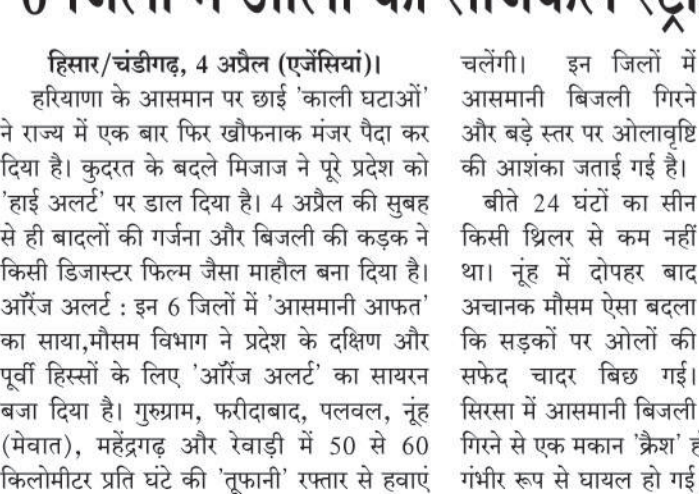 हिसार/चंडीगढ़, 4 अप्रैल (एजेंसियां)।
हरियाणा के आसमान पर छाई 'काली घटाओं'
ने राज्य में एक बार फिर खौफनाक मंजर पैदा कर
दिया है। कुदरत के बदले मिजाज ने पूरे प्रदेश को
'हाई अलर्ट' पर डाल दिया है। 4 अप्रैल की सुबह
से ही बादलों की गर्जना और बिजली की कड़क ने
किसी डिजास्टर फिल्म जैसा माहौल बना दिया है।
ऑरेंज अलर्ट : इन 6 जिलों में 'आसमानी आफत'
का साया,मौसम विभाग ने प्रदेश के दक्षिण और
पूर्वी हिस्सों के लिए 'ऑरेंज अलर्ट' का सायरन
बजा दिया है। गुरुग्राम, फरीदाबाद, पलवल, नूंह
(मेवात), महेंद्रगढ़ और रेवाड़ी में 50 से 60
किलोमीटर प्रति घंटे की 'तूफानी' रफ्तार से हवाएं
चलेंगी। इन जिलों में
आसमानी बिजली गिरने
और बड़े स्तर पर ओलावृष्टि
की आशंका जताई गई है।
बीते 24 घंटों का सीन
किसी थ्रिलर से कम नहीं
था। नूंह में दोपहर बाद
अचानक मौसम ऐसा बदला
कि सड़कों पर ओलों की
सफेद चादर बिछ गई।
सिरसा में आसमानी बिजली
गिरने से एक मकान 'क्रैश'
गंभीर रूप से घायल हो गई